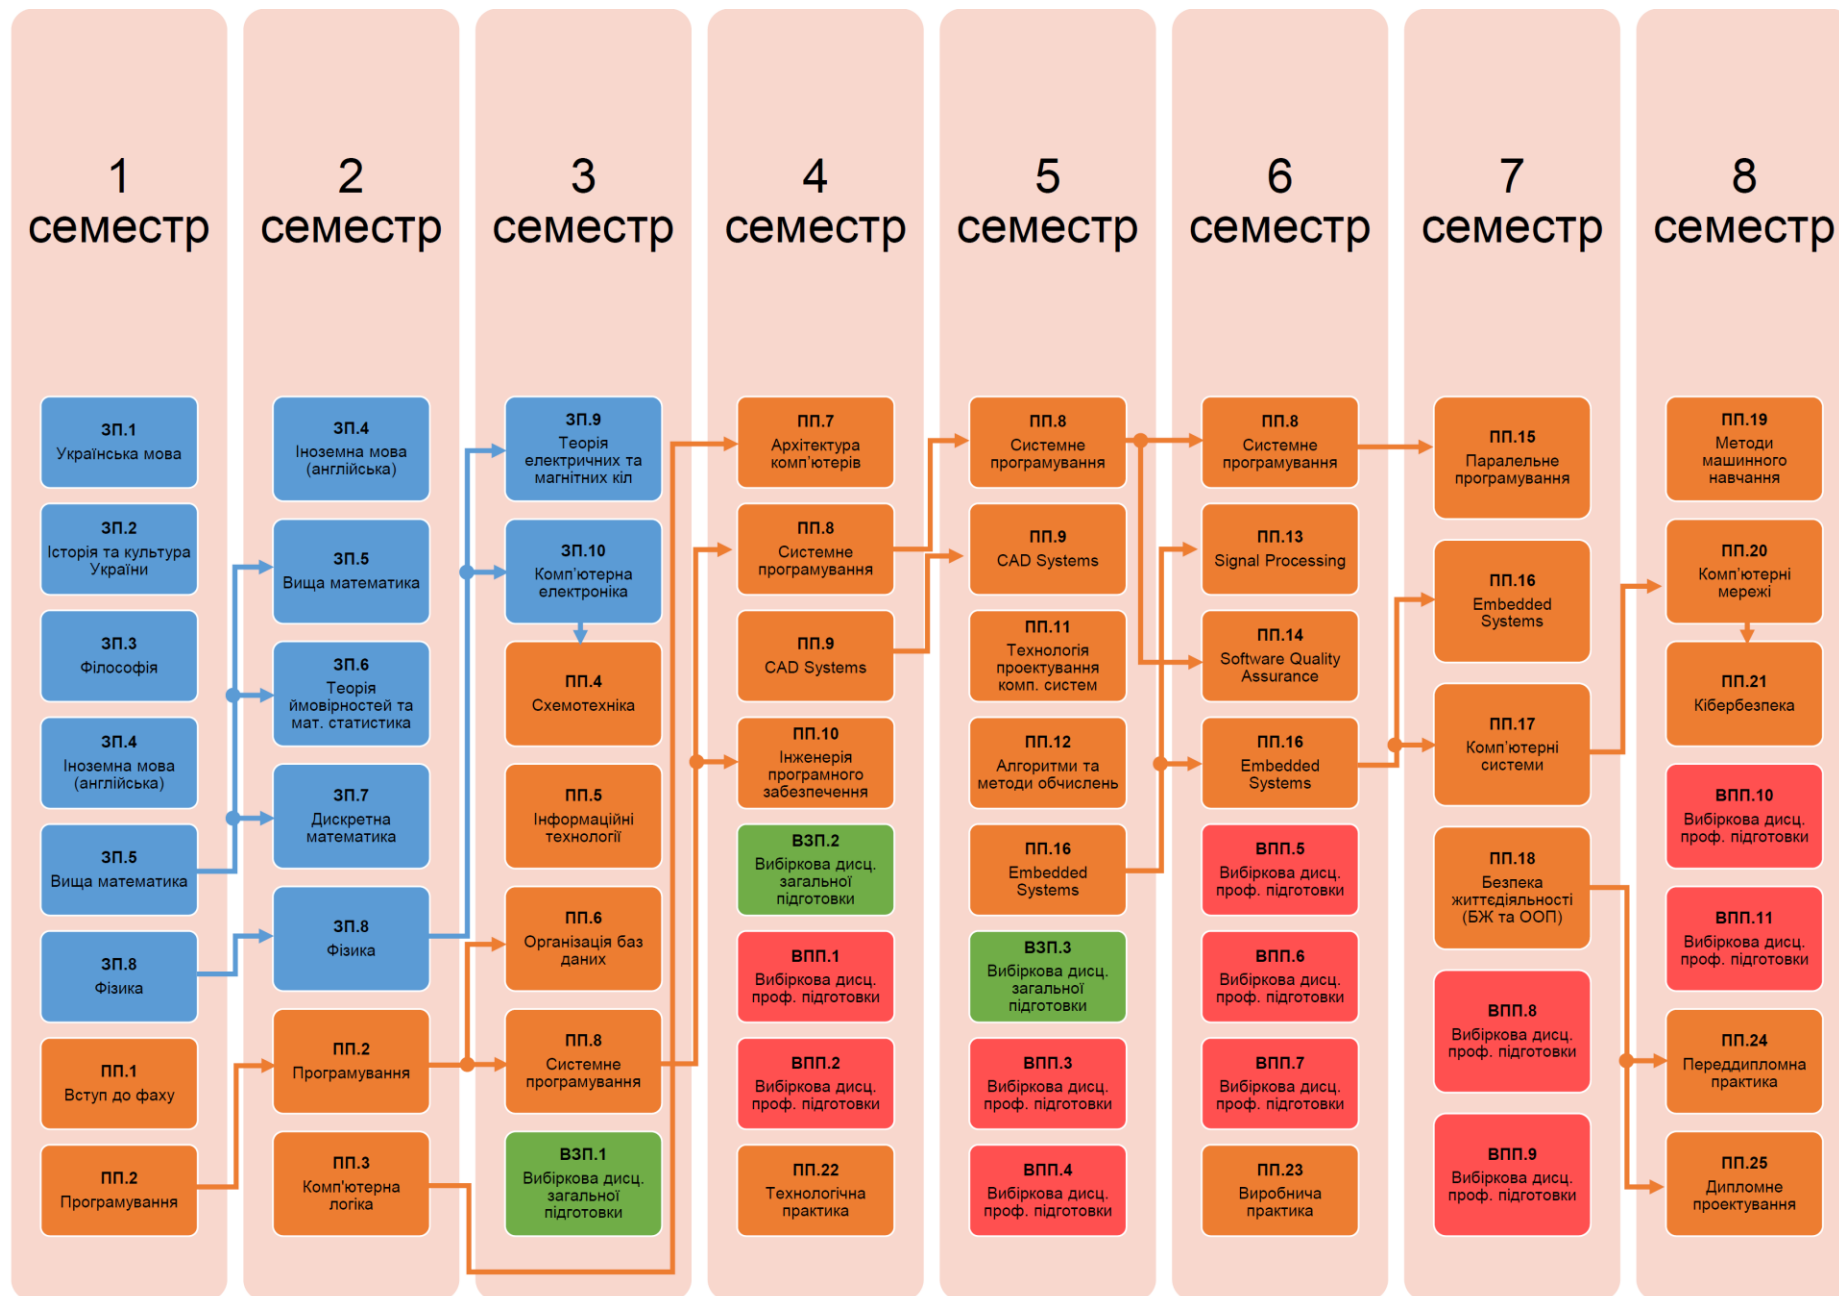 1
семестр
ЗП.1
Українська мова
ЗП.2
Історія та культура
України
ЗП.3
Філософія
ЗП.4
Іноземна мова
(англійська)
ЗП.5
Вища математика
ЗП.8
Фізика
ПП.1
Вступ до фаху
ПП.2
Програмування
2
семестр
ЗП.4
Іноземна мова
(англійська)
ЗП.5
Вища математика
ЗП.6
Теорія
ймовірностей та
мат. статистика
ЗП.7
Дискретна
математика
ЗП.8
Фізика
ПП.2
Програмування
ПП.3
Комп'ютерна
логіка
3
семестр
ЗП.9
Теорія
електричних та
магнітних кіл
ЗП.10
Комп'ютерна
електроніка
ПП.4
Схемотехніка
ПП.5
Інформаційні
технології
ПП.6
Організація баз
даних
ПП.8
Системне
програмування
ВЗП.1
Вибіркова дисц.
загальної
підготовки
4
семестр
ПП.7
Архітектура
комп'ютерів
ПП.8
Системне
програмування
ПП.9
CAD Systems
ПП.10
Інженерія
програмного
забезпечення
ВЗП.2
Вибіркова дисц.
загальної
підготовки
ВПП.1
Вибіркова дисц.
проф. підготовки
ВПП.2
Вибіркова дисц.
проф. підготовки
ПП.22
Технологічна
практика
5
семестр
ПП.8
Системне
програмування
ПП.9
CAD Systems
ПП.11
Технологія
проектування
комп. систем
ПП.12
Алгоритми та
методи обчислень
ПП.16
Embedded
Systems
ВЗП.3
Вибіркова дисц.
загальної
підготовки
ВПП.3
Вибіркова дисц.
проф. підготовки
ВПП.4
Вибіркова дисц.
проф. підготовки
6
семестр
ПП.8
Системне
програмування
ПП.13
Signal Processing
ПП.14
Software Quality
Assurance
ПП.16
Embedded
Systems
ВПП.5
Вибіркова дисц.
проф. підготовки
ВПП.6
Вибіркова дисц.
проф. підготовки
ВПП.7
Вибіркова дисц.
проф. підготовки
ПП.23
Виробнича
практика
7
семестр
ПП.15
Паралельне
програмування
ПП.16
Embedded
Systems
ПП.17
Комп'ютерні
системи
ПП.18
Безпека
життєдіяльності
(БЖ та ООП)
ВПП.8
Вибіркова дисц.
проф. підготовки
ВПП.9
Вибіркова дисц.
проф. підготовки
8
семестр
ПП.19
Методи
машинного
навчання
ПП.20
Комп'ютерні
мережі
ПП.21
Кібербезпека
ВПП.10
Вибіркова дисц.
проф. підготовки
ВПП.11
Вибіркова дисц.
проф. підготовки
ПП.24
Переддипломна
практика
ПП.25
Дипломне
проектування